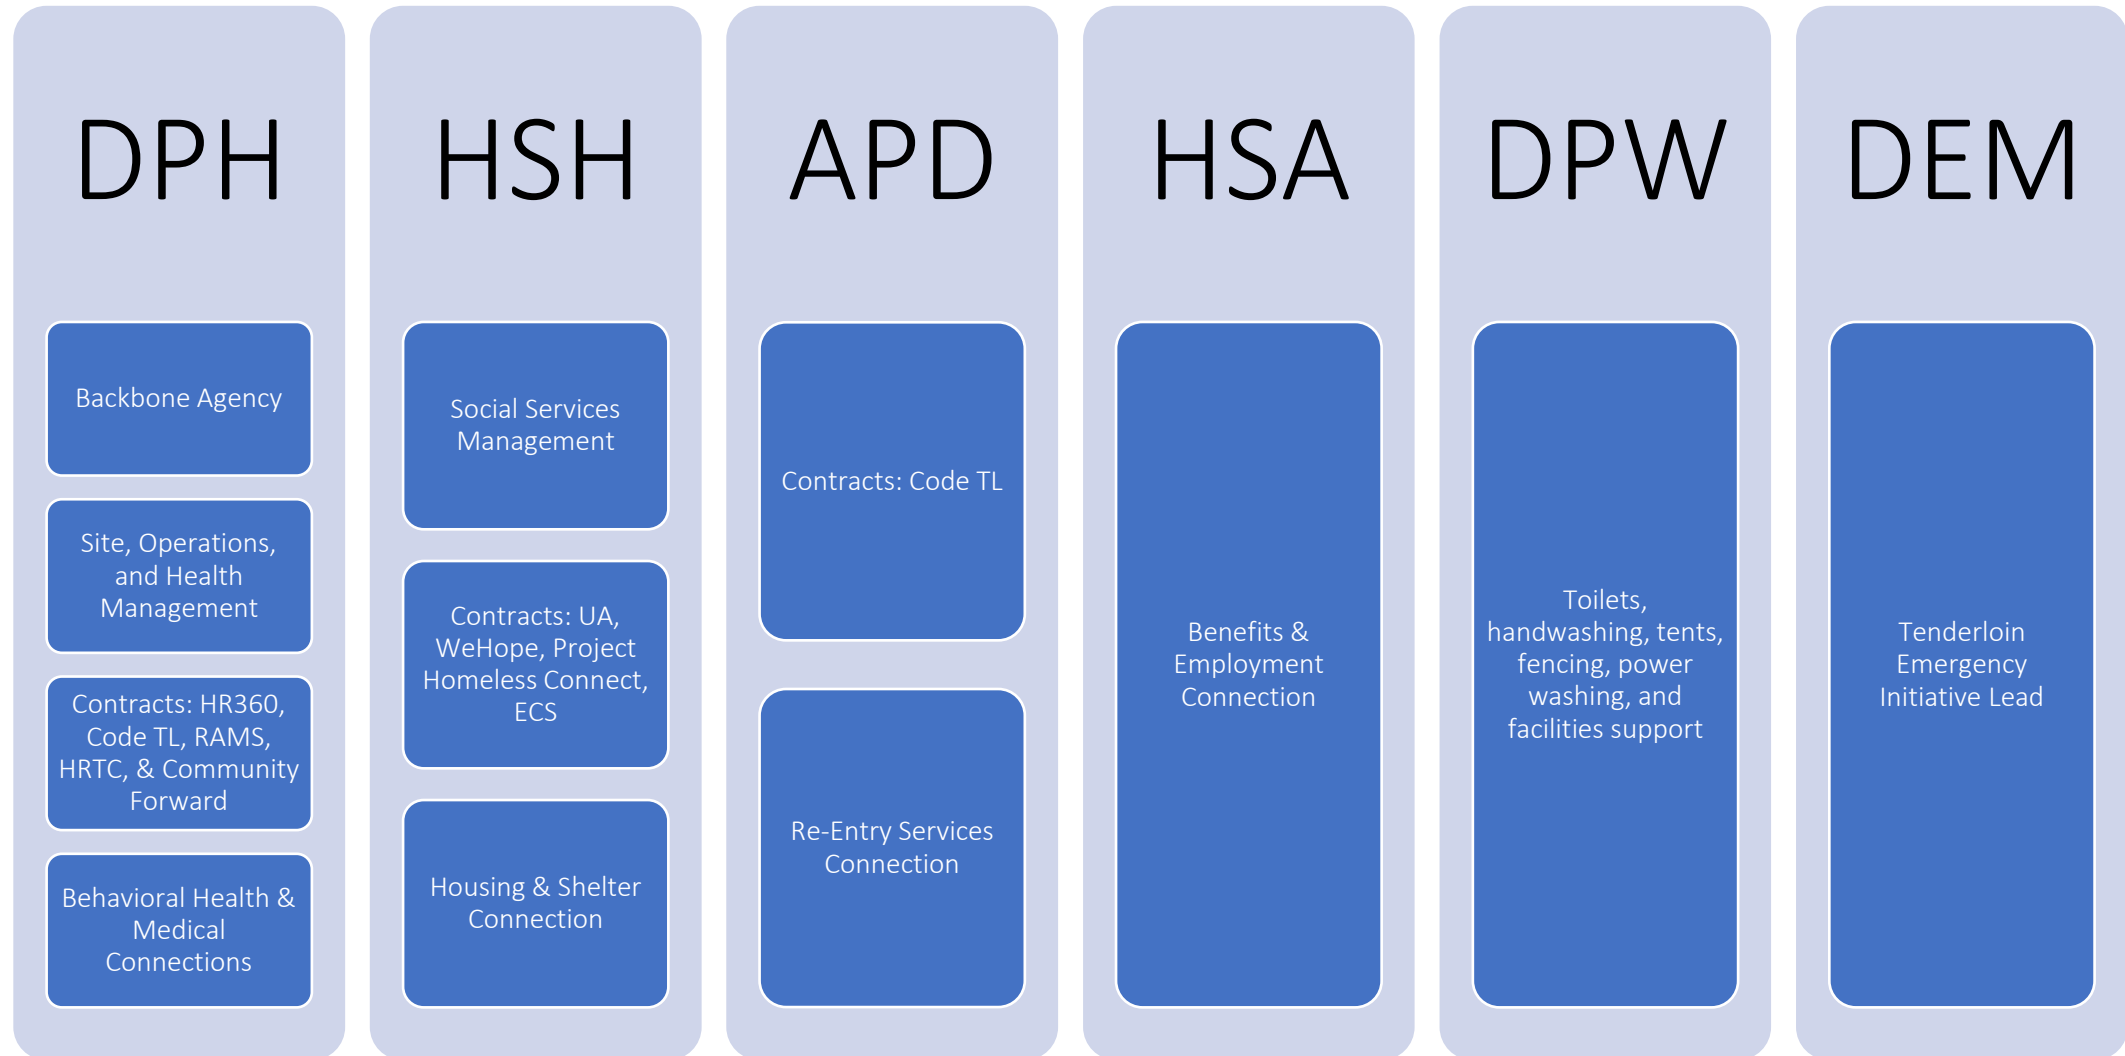 DPH
Backbone Agency
Site, Operations,
and Health
Management
Contracts: HR360,
Code TL, RAMS,
HRTC, & Community
Forward
Behavioral Health &
Medical
Connections
HSH
Social Services
Management
Contracts: UA,
WeHope, Project
Homeless Connect,
ECS
Housing & Shelter
Connection
APD
Contracts: Code TL
Re-Entry Services
Connection
HSA
Benefits &
Employment
Connection
DPW
Toilets,
handwashing, tents,
fencing, power
washing, and
facilities support
DEM
Tenderloin
Emergency
Initiative Lead